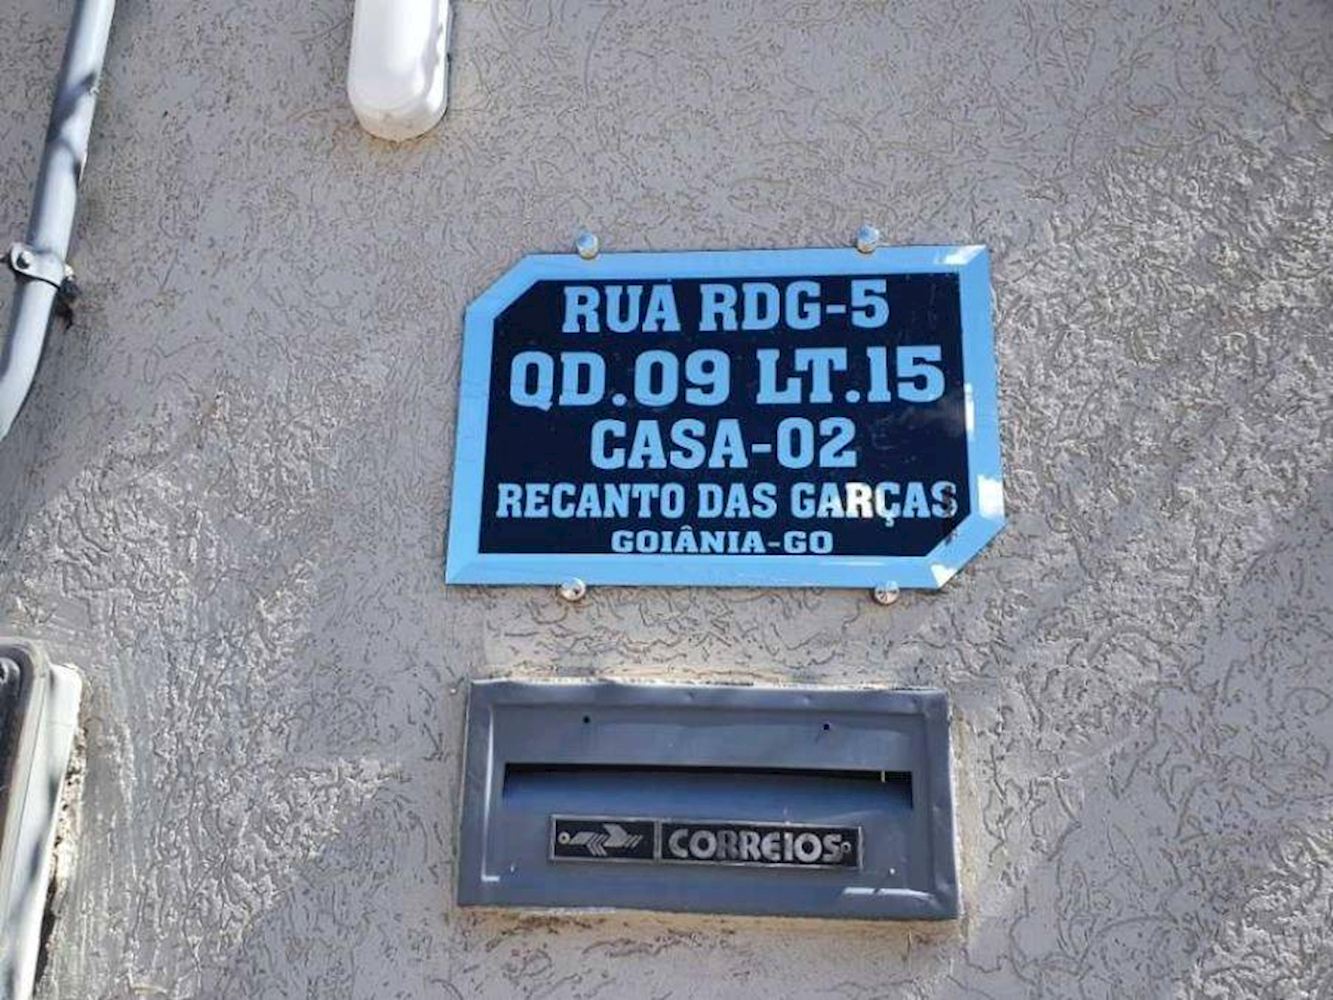 RUA RDG-5
QD.09 LT.15
CASA-02
RECANTO DAS GARÇAS
GOIÂNIA-GO
CORREIOS